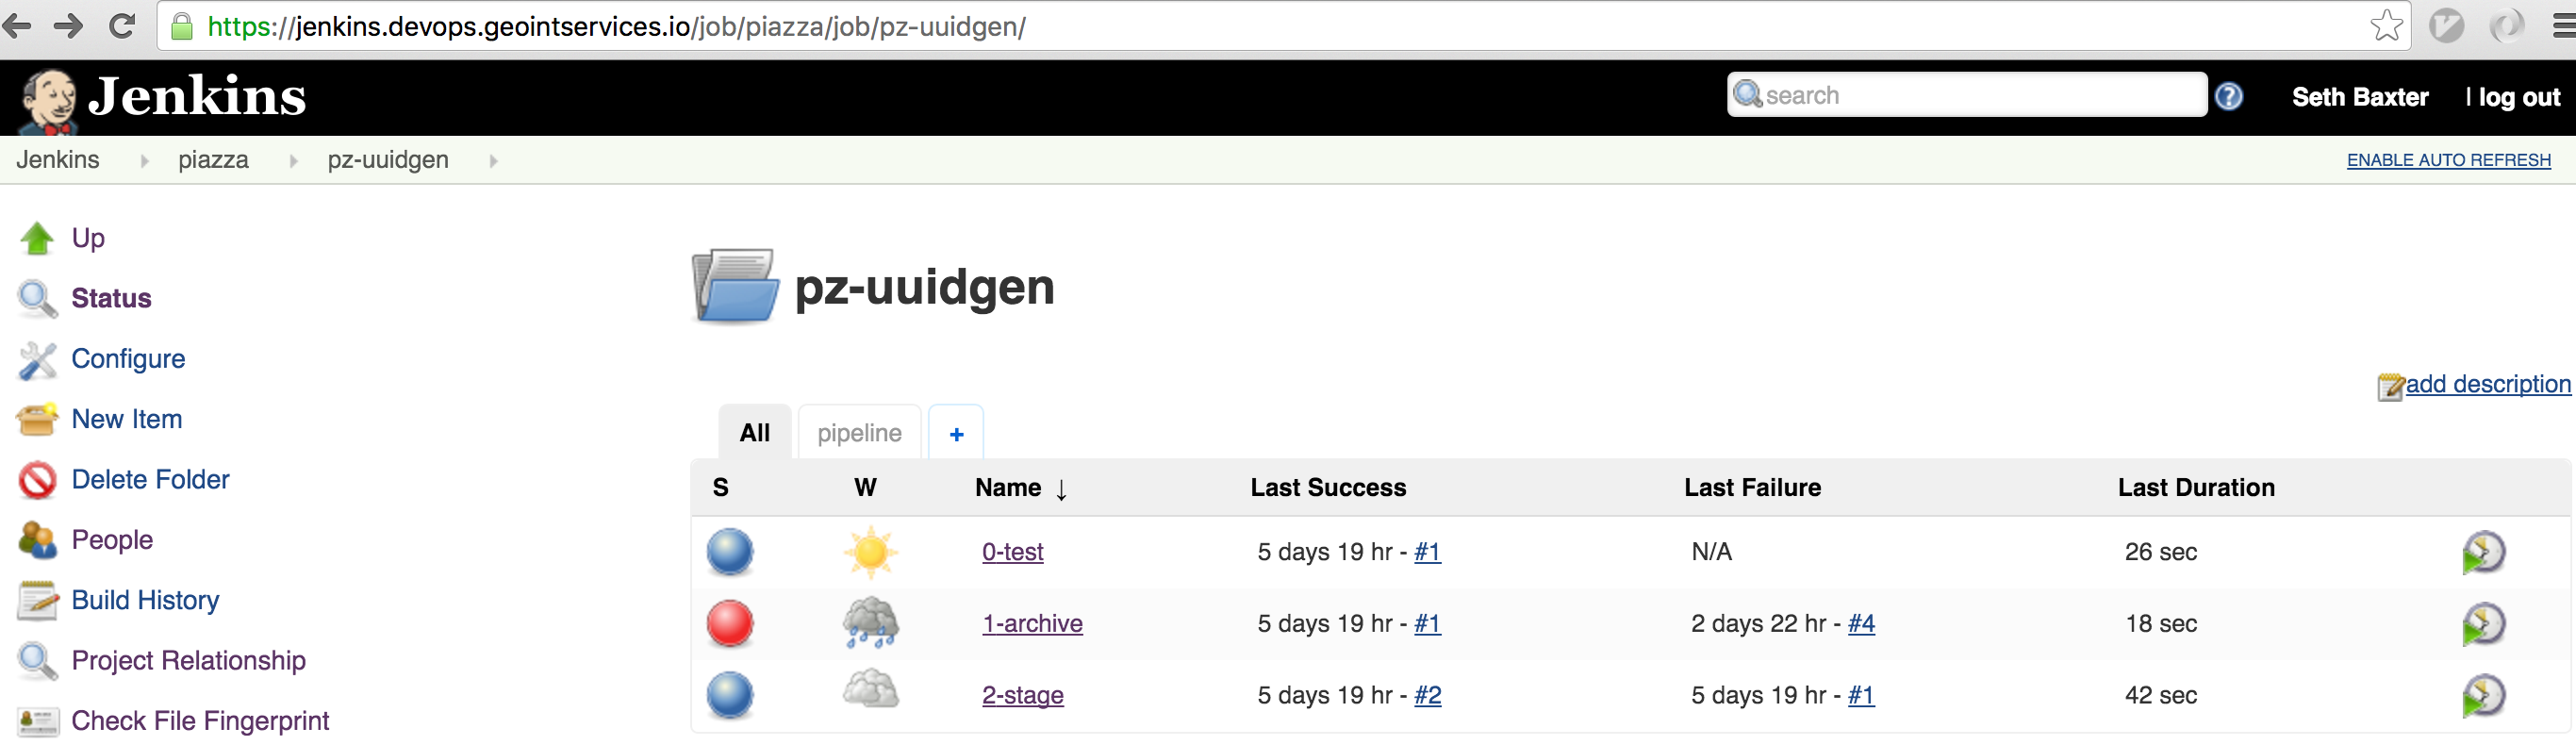 https://jenkins.devops.geointservices.io/job/piazza/job/pz-uuidgen/
Jenkins
search
?
Seth Baxter | log out
Jenkins piazza pz-uuidgen
ENABLE AUTO REFRESH
Up
Status
Configure
New Item
Delete Folder
People
Build History
Project Relationship
Check File Fingerprint
pz-uuidgen
add description
All pipeline +
S W Name ↓ Last Success Last Failure Last Duration
0-test 5 days 19 hr - #1 N/A 26 sec
1-archive 5 days 19 hr - #1 2 days 22 hr - #4 18 sec
2-stage 5 days 19 hr - #2 5 days 19 hr - #1 42 sec